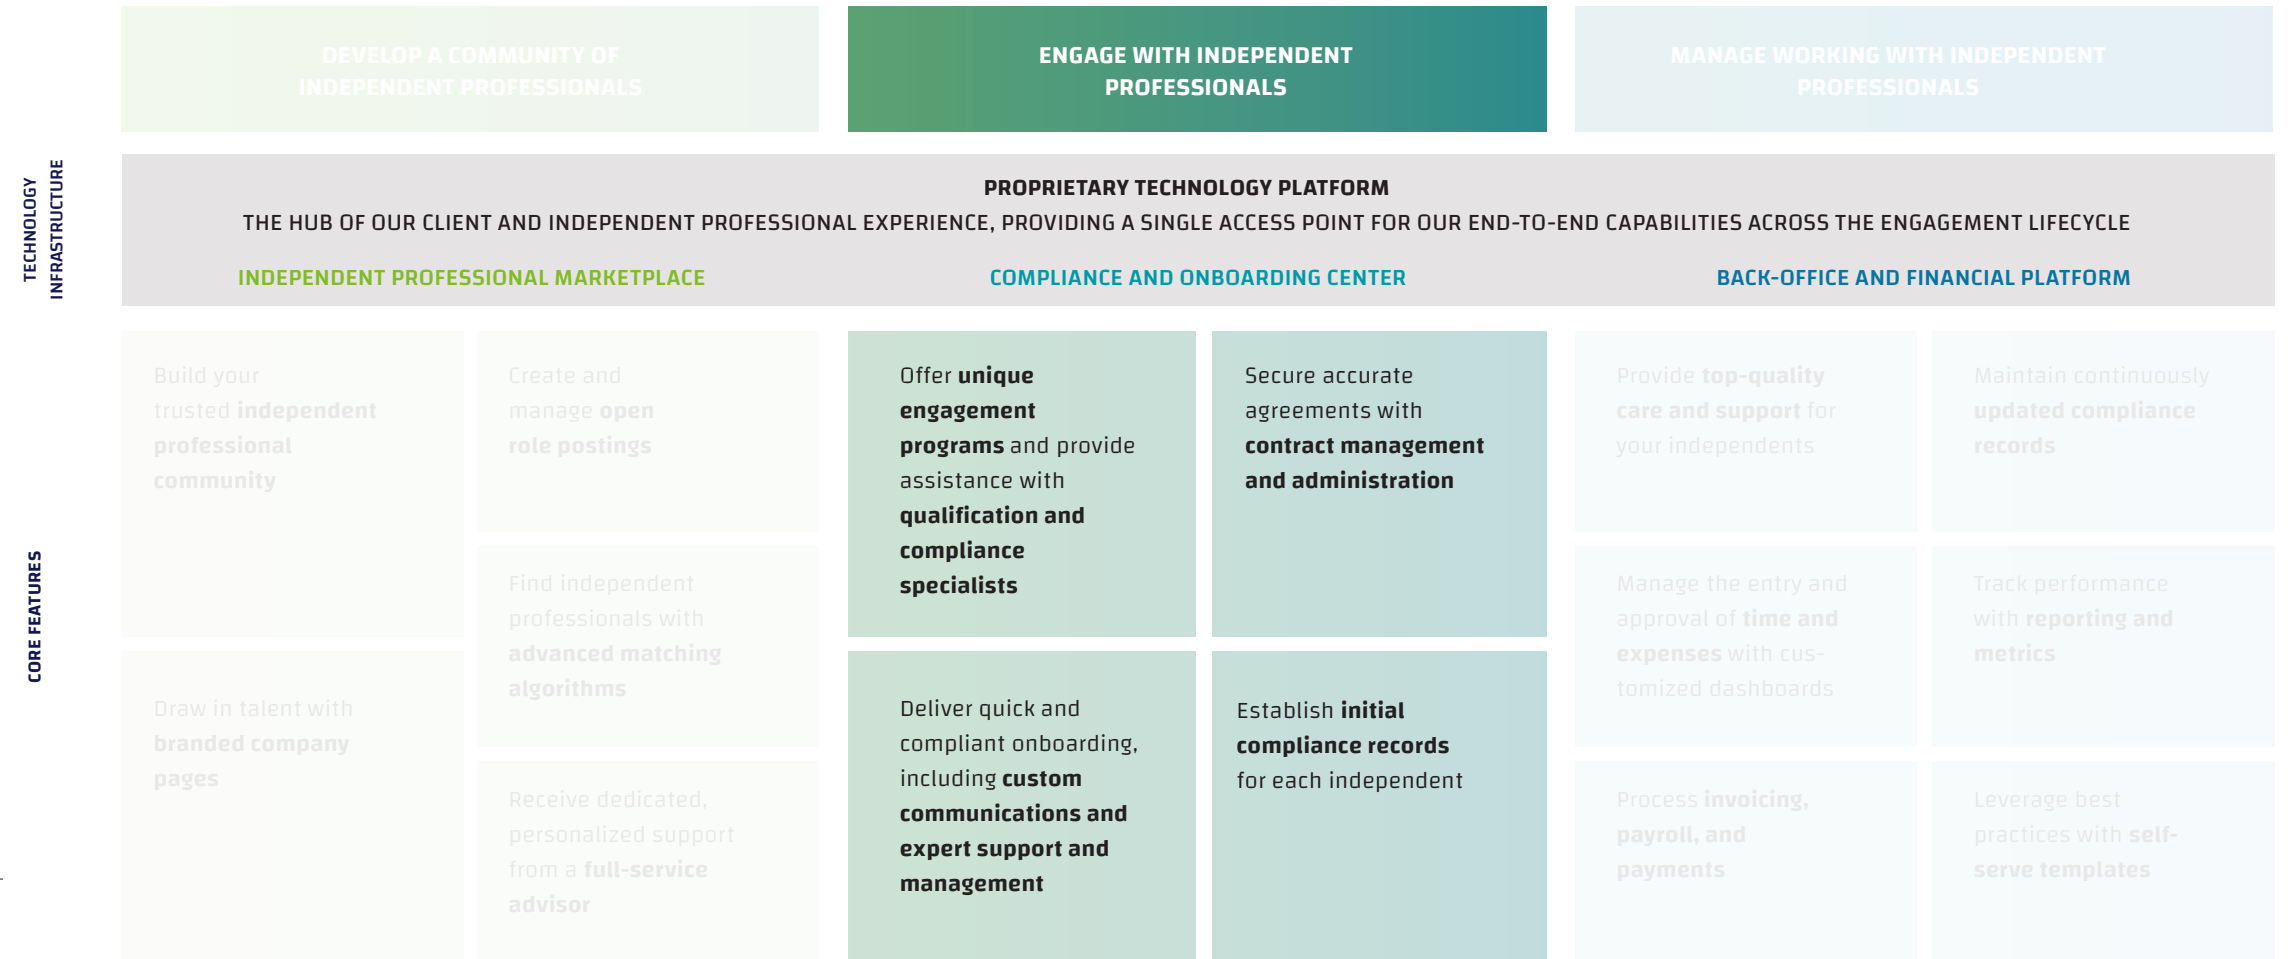 DEVELOP A COMMUNITY OF
INDEPENDENT PROFESSIONALS
ENGAGE WITH INDEPENDENT
PROFESSIONALS
MANAGE WORKING WITH INDEPENDENT
PROFESSIONALS
TECHNOLOGY
INFRASTRUCTURE
PROPRIETARY TECHNOLOGY PLATFORM
THE HUB OF OUR CLIENT AND INDEPENDENT PROFESSIONAL EXPERIENCE, PROVIDING A SINGLE ACCESS POINT FOR OUR END-TO-END CAPABILITIES ACROSS THE ENGAGEMENT LIFECYCLE
INDEPENDENT PROFESSIONAL MARKETPLACE
COMPLIANCE AND ONBOARDING CENTER
BACK-OFFICE AND FINANCIAL PLATFORM
CORE FEATURES
Build your
trusted independent
professional
community
Draw in talent with
branded company
pages
Create and
manage open
role postings
Find independent
professionals with
advanced matching
algorithms
Receive dedicated,
personalized support
from a full-service
advisor
Offer unique
engagement
programs and provide
assistance with
qualification and
compliance
specialists
Secure accurate
agreements with
contract management
and administration
Deliver quick and
compliant onboarding,
including custom
communications and
expert support and
management
Establish initial
compliance records
for each independent
Provide top-quality
care and support for
your independents
Manage the entry and
approval of time and
expenses with cus-
tomized dashboards
Process invoicing,
payroll, and
payments
Maintain continuously
updated compliance
records
Track performance
with reporting and
metrics
Leverage best
practices with self-
serve templates